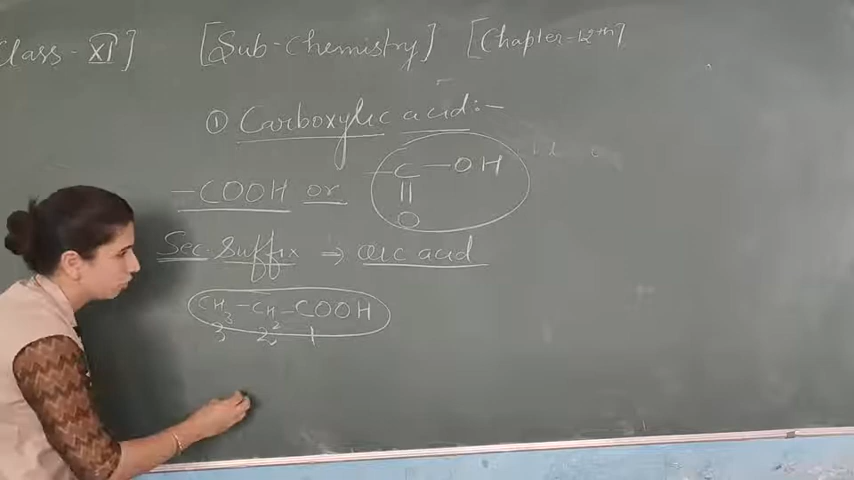 Class - XI] [Sub-Chemistry] [Chapter-12th]
① Carboxylic acid :-
-COOH or -C-OH
||
O
Sec. Suffix ⇒ oic acid
CH3-CH2-COOH
3 2 1